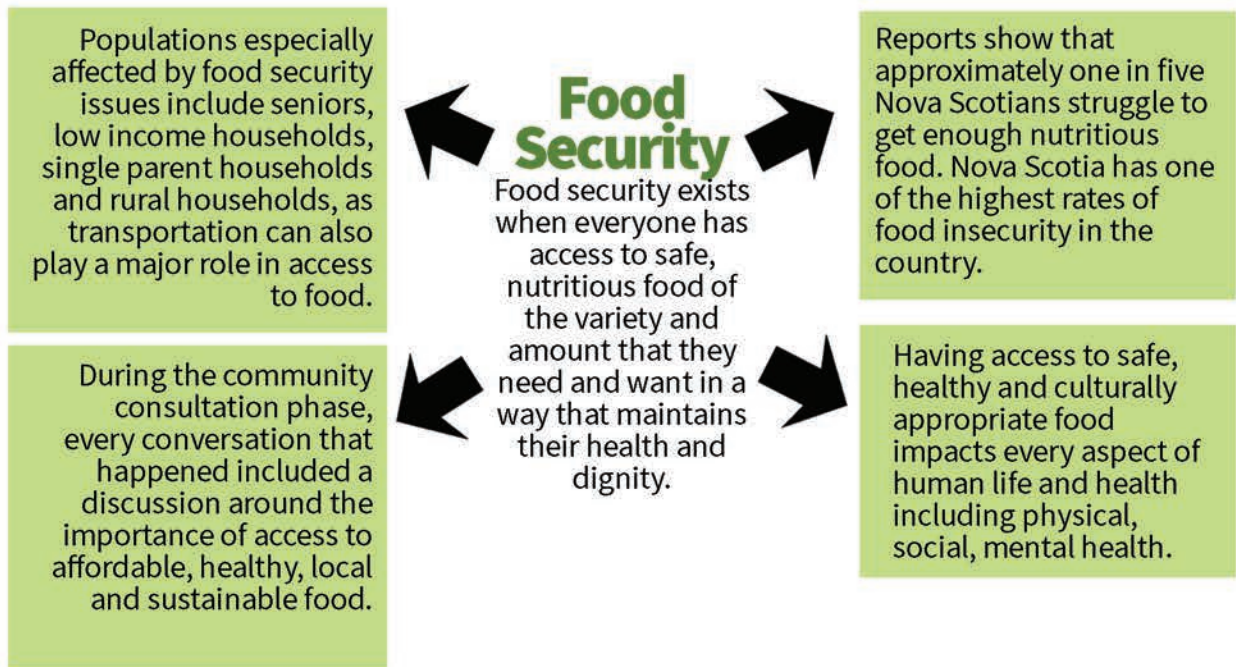 Populations especially
affected by food security
issues include seniors,
low income households,
single parent households
and rural households, as
transportation can also
play a major role in access
to food.
During the community
consultation phase,
every conversation that
happened included a
discussion around the
importance of access to
affordable, healthy, local
and sustainable food.
Food
Security
Food security exists
when everyone has
access to safe,
nutritious food of
the variety and
amount that they
need and want in a
way that maintains
their health and
dignity.
Reports show that
approximately one in five
Nova Scotians struggle to
get enough nutritious
food. Nova Scotia has one
of the highest rates of
food insecurity in the
country.
Having access to safe,
healthy and culturally
appropriate food
impacts every aspect of
human life and health
including physical,
social, mental health.